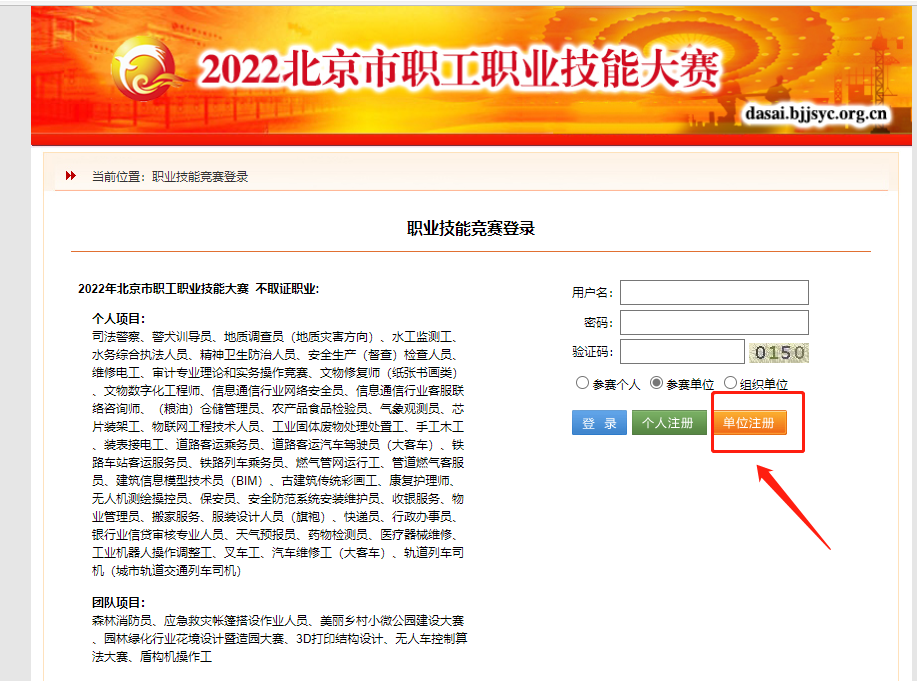 2022北京市职工职业技能大赛
dasai.bjjsyc.org.cn
当前位置：职业技能竞赛登录
职业技能竞赛登录
2022年北京市职工职业技能大赛 不取证职业:
个人项目:
司法警察、警犬训导员、地质调查员（地质灾害方向）、水工监测工、
水务综合执法人员、精神卫生防治人员、安全生产（督查）检查人员、
维修电工、审计专业理论和实务操作竞赛、文物修复师（纸张书画类）
、文物数字化工程师、信息通信行业网络安全员、信息通信行业客服联
络咨询师、（粮油）仓储管理员、农产品食品检验员、气象观测员、芯
片装架工、物联网工程技术人员、工业固体废物处理处置工、手工木工
、装表接电工、道路客运乘务员、道路客运汽车驾驶员（大客车）、铁
路车站客运服务员、铁路列车乘务员、燃气管网运行工、管道燃气客服
员、建筑信息模型技术员（BIM）、古建筑传统彩画工、康复护理师、
无人机测绘操控员、保安员、安全防范系统安装维护员、收银服务、物
业管理员、搬家服务、服装设计人员（旗袍）、快递员、行政办事员、
银行业信贷审核专业人员、天气预报员、药物检测员、医疗器械维修、
工业机器人操作调整工、叉车工、汽车维修工（大客车）、轨道列车司
机（城市轨道交通列车司机）
团队项目:
森林消防员、应急救灾帐篷搭设作业人员、美丽乡村小微公园建设大赛
、园林绿化行业花境设计暨造园大赛、3D打印结构设计、无人车控制算
法大赛、盾构机操作工
用户名：
密码：
验证码：
0150
参赛个人 参赛单位 组织单位
登 录 个人注册 单位注册